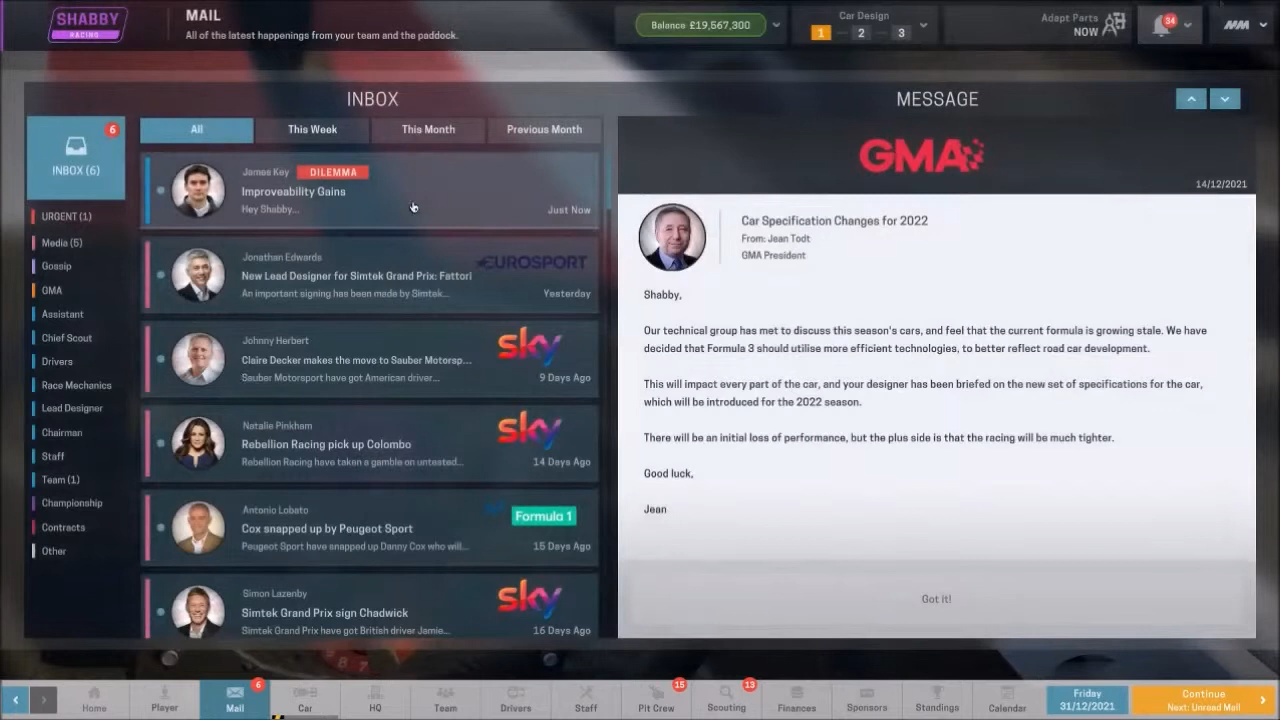 SHABBY
RACING
MAIL
All of the latest happenings from your team and the paddock.
Balance £19,567,300
Car Design
1 2 3
Adapt Parts
NOW
34
INBOX
MESSAGE
6
INBOX (6)
All
This Week
This Month
Previous Month
URGENT (1)
Media (5)
Gossip
GMA
Assistant
Chief Scout
Drivers
Race Mechanics
Lead Designer
Chairman
Staff
Team (1)
Championship
Contracts
Other
James Key DILEMMA
Improveability Gains
Hey Shabby...
Just Now
Jonathan Edwards
EUROSPORT
New Lead Designer for Simtek Grand Prix: Fattori
An important signing has been made by Simtek...
Yesterday
Johnny Herbert
sky
Claire Decker makes the move to Sauber Motorsp...
Sauber Motorsport have got American driver...
9 Days Ago
Natalie Pinkham
sky
Rebellion Racing pick up Colombo
Rebellion Racing have taken a gamble on untested...
14 Days Ago
Antonio Lobato
Formula 1
Cox snapped up by Peugeot Sport
Peugeot Sport have snapped up Danny Cox who will...
15 Days Ago
Simon Lazenby
sky
Simtek Grand Prix sign Chadwick
Simtek Grand Prix have got British driver Jamie...
16 Days Ago
GMA
14/12/2021
Car Specification Changes for 2022
From: Jean Todt
GMA President
Shabby,
Our technical group has met to discuss this season's cars, and feel that the current formula is growing stale. We have
decided that Formula 3 should utilise more efficient technologies, to better reflect road car development.
This will impact every part of the car, and your designer has been briefed on the new set of specifications for the car,
which will be introduced for the 2022 season.
There will be an initial loss of performance, but the plus side is that the racing will be much tighter.
Good luck,
Jean
Got it!
Home
Player
Mail
6
Car
HQ
Team
Drivers
Staff
Pit Crew
15
Scouting
13
Finances
Sponsors
Standings
Calendar
Friday
31/12/2021
Continue
Next: Unread Mail